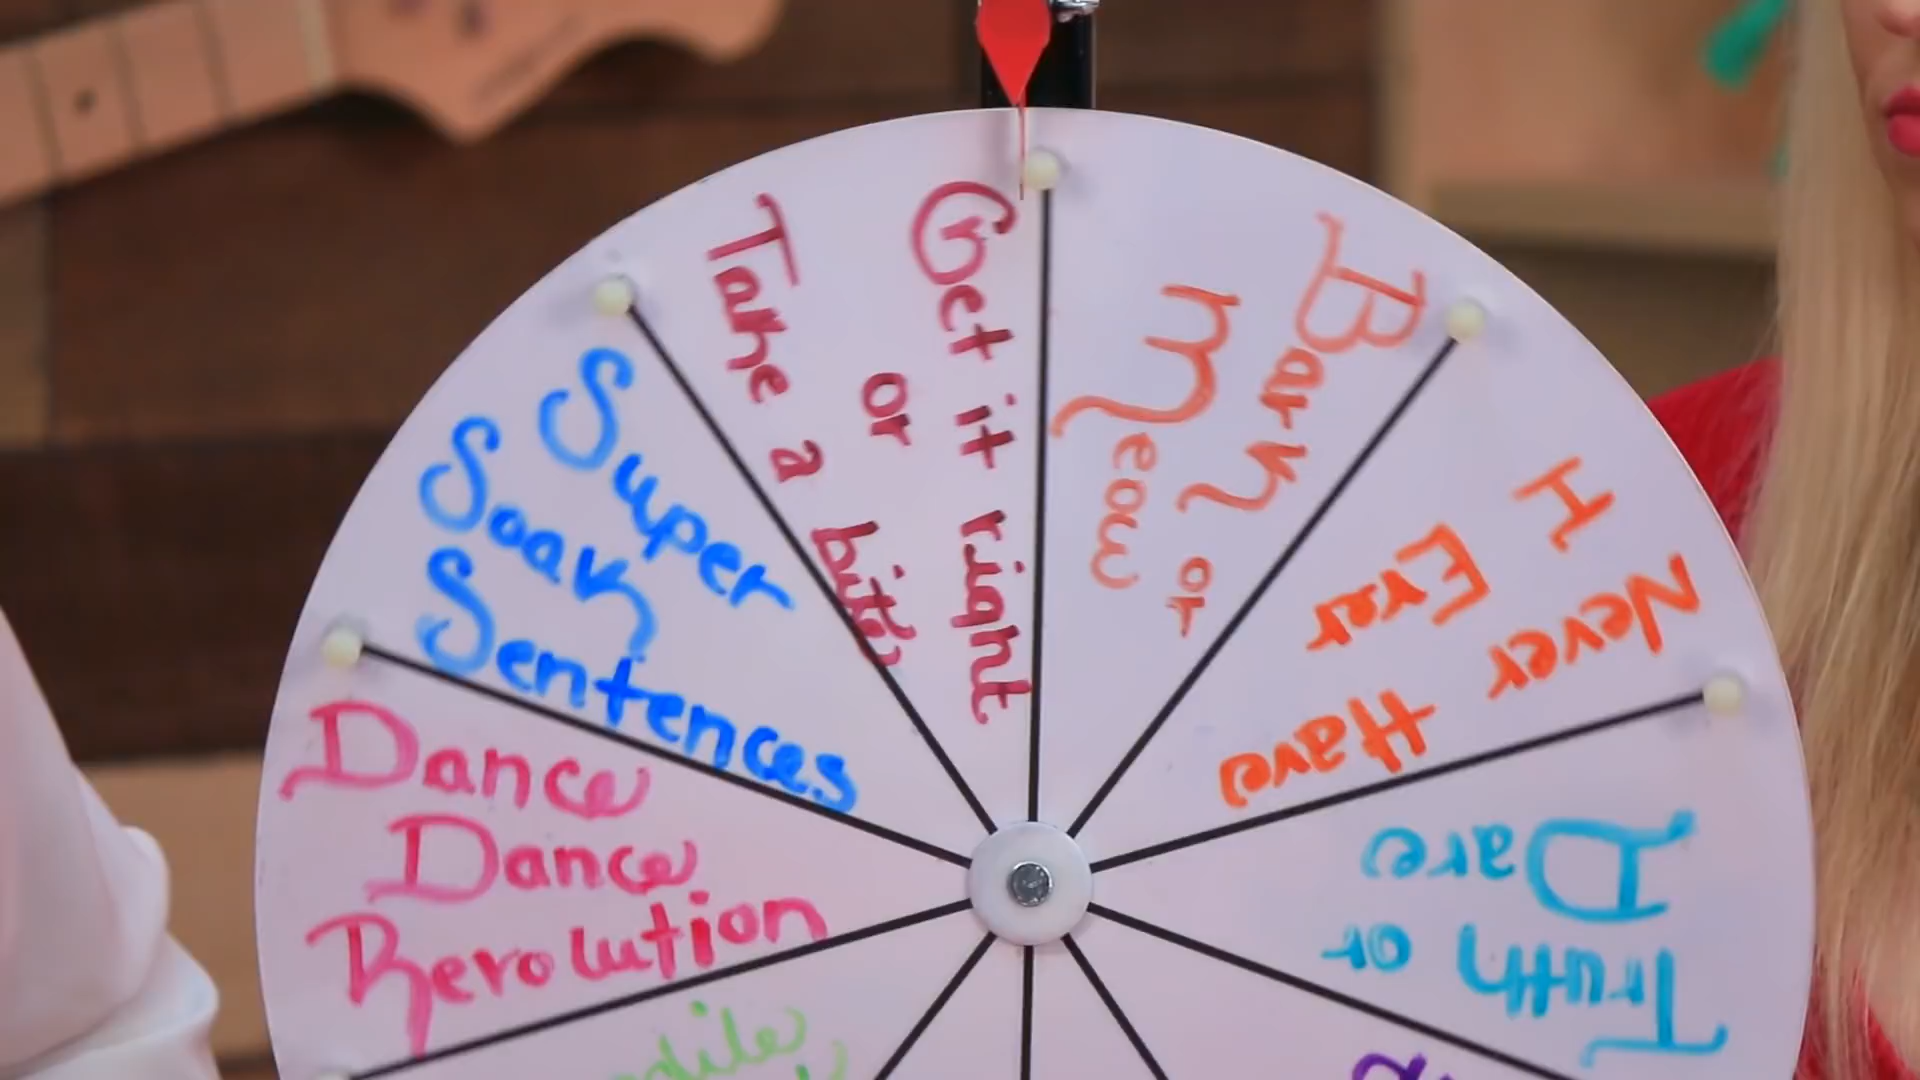 Dance
Dance
Revolution
Super
Soak
Sentences
Get it right
or
Take a bite
Bark or
Meow
Never Have
I Ever
Truth or
Dare